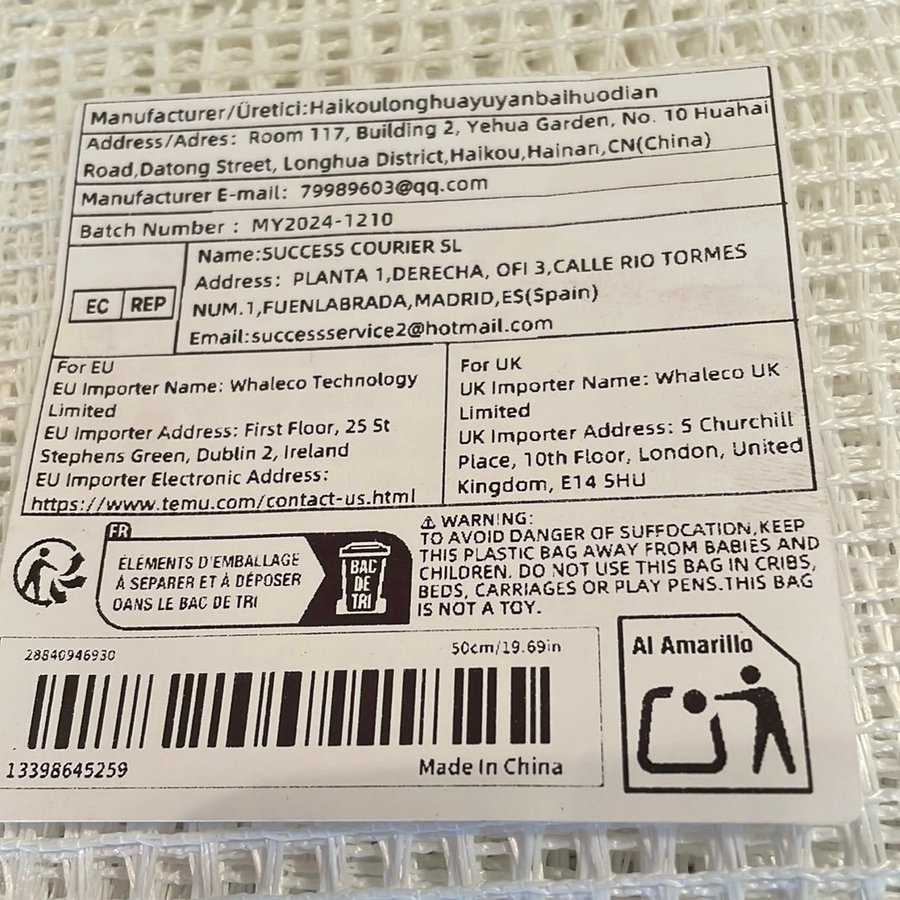 Manufacturer/Üretici:Haikoulonghuayuyanbaihuodian
Address/Adres: Room 117, Building 2, Yehua Garden, No. 10 Huahai
Road,Datong Street, Longhua District,Haikou,Hainan,CN(China)
Manufacturer E-mail: 79989603@qq.com
Batch Number : MY2024-1210
EC REP
Name:SUCCESS COURIER SL
Address: PLANTA 1,DERECHA, OFI 3,CALLE RIO TORMES
NUM.1,FUENLABRADA,MADRID,ES(Spain)
Email:successservice2@hotmail.com
For EU
EU Importer Name: Whaleco Technology
Limited
EU Importer Address: First Floor, 25 St
Stephens Green, Dublin 2, Ireland
EU Importer Electronic Address:
https://www.temu.com/contact-us.html
For UK
UK Importer Name: Whaleco UK
Limited
UK Importer Address: 5 Churchill
Place, 10th Floor, London, United
Kingdom, E14 5HU
FR
ÉLÉMENTS D'EMBALLAGE
À SEPARER ET À DÉPOSER
DANS LE BAC DE TRI
BAC
DE
TRI
⚠ WARNING:
TO AVOID DANGER OF SUFFOCATION,KEEP
THIS PLASTIC BAG AWAY FROM BABIES AND
CHILDREN. DO NOT USE THIS BAG IN CRIBS,
BEDS, CARRIAGES OR PLAY PENS.THIS BAG
IS NOT A TOY.
28840946930
50cm/19.69in
13398645259
Made In China
Al Amarillo